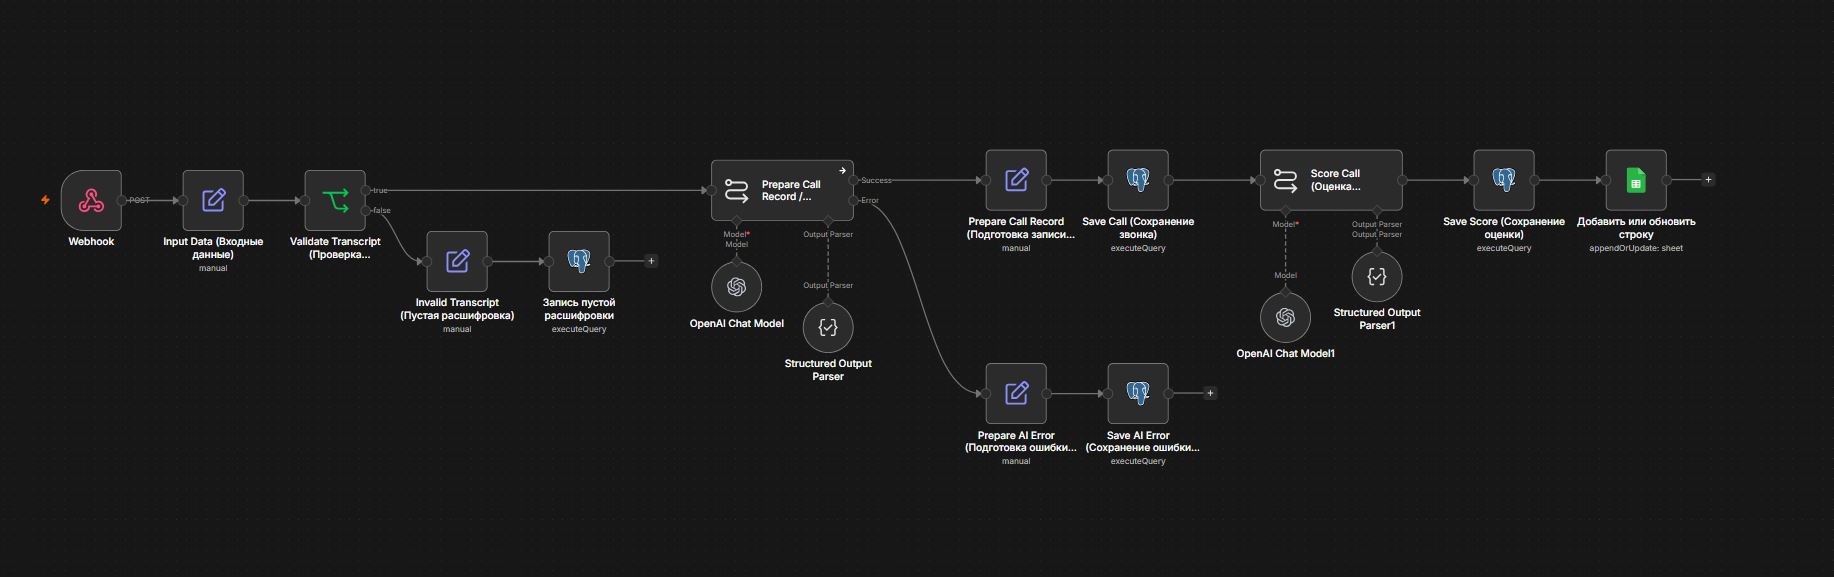 POST
Webhook
Input Data (Входные
данные)
manual
true
false
Validate Transcript
(Проверка...
Invalid Transcript
(Пустая расшифровка)
manual
Запись пустой
расшифровки
executeQuery
Prepare Call
Record /...
Success
Error
Model*
Model
Output Parser
Output Parser
OpenAI Chat Model
Structured Output
Parser
Prepare Call Record
(Подготовка записи...
manual
Save Call (Сохранение
звонка)
executeQuery
Prepare AI Error
(Подготовка ошибки...
manual
Save AI Error
(Сохранение ошибки...
executeQuery
Score Call
(Оценка...
Model*
Output Parser
Output Parser
Model
OpenAI Chat Model1
Structured Output
Parser1
Save Score (Сохранение
оценки)
executeQuery
Добавить или обновить
строку
appendOrUpdate: sheet